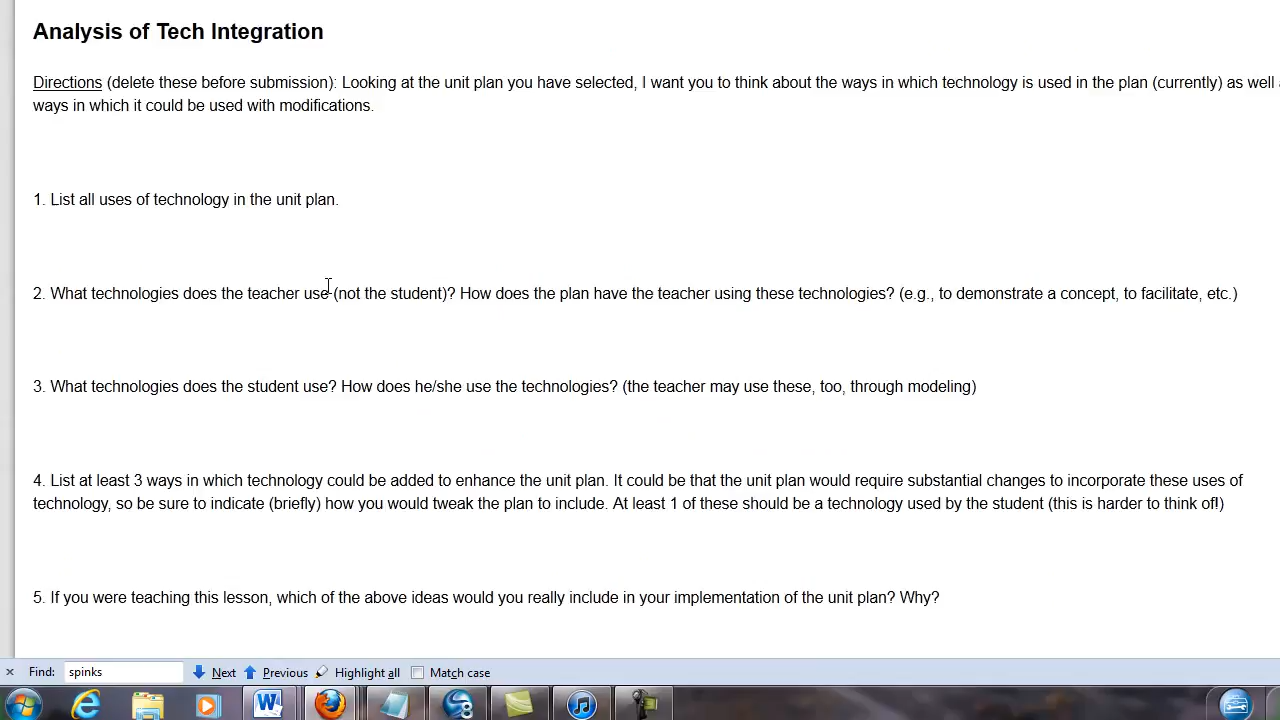 Analysis of Tech Integration
Directions (delete these before submission): Looking at the unit plan you have selected, I want you to think about the ways in which technology is used in the plan (currently) as well
ways in which it could be used with modifications.
1. List all uses of technology in the unit plan.
2. What technologies does the teacher use (not the student)? How does the plan have the teacher using these technologies? (e.g., to demonstrate a concept, to facilitate, etc.)
3. What technologies does the student use? How does he/she use the technologies? (the teacher may use these, too, through modeling)
4. List at least 3 ways in which technology could be added to enhance the unit plan. It could be that the unit plan would require substantial changes to incorporate these uses of
technology, so be sure to indicate (briefly) how you would tweak the plan to include. At least 1 of these should be a technology used by the student (this is harder to think of!)
5. If you were teaching this lesson, which of the above ideas would you really include in your implementation of the unit plan? Why?
× Find: spinks Next Previous Highlight all Match case